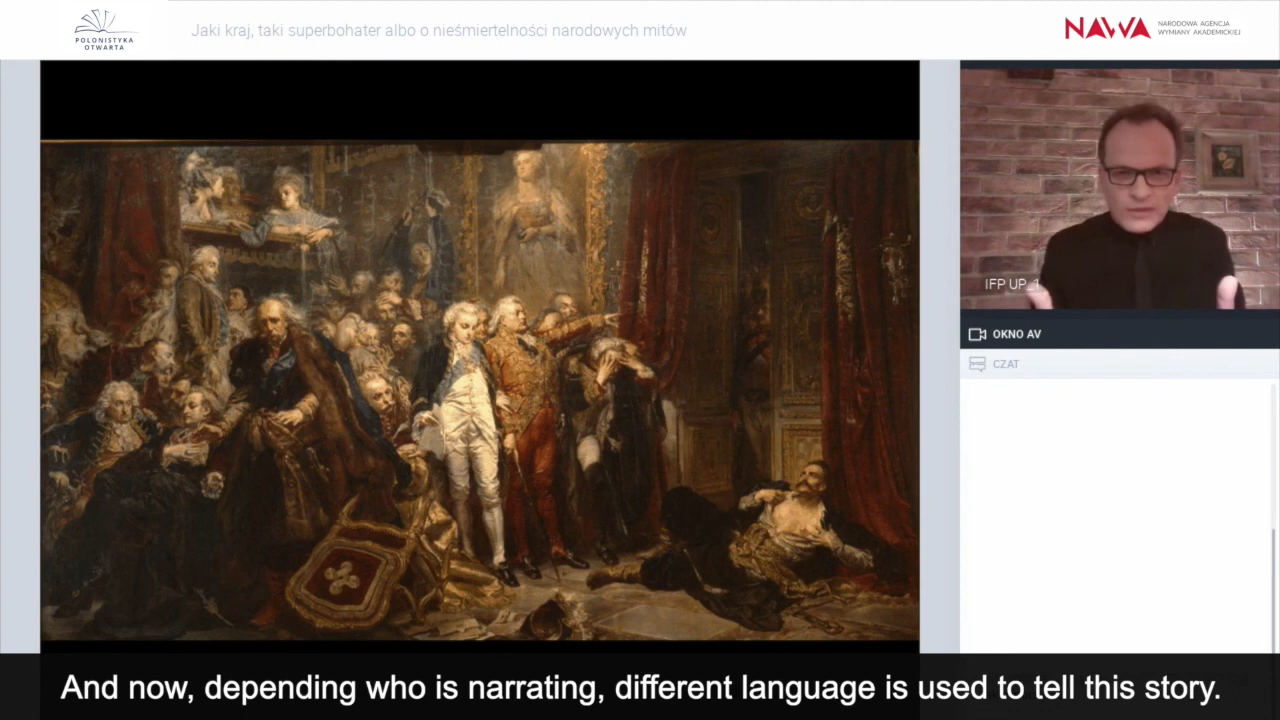 POLONISTYKA
OTWARTA
Jaki kraj, taki superbohater albo o nieśmiertelności narodowych mitów
NAWA
NARODOWA AGENCJA
WYMIANY AKADEMICKIEJ
IFP UP_1
OKNO AV
CZAT
And now, depending who is narrating, different language is used to tell this story.